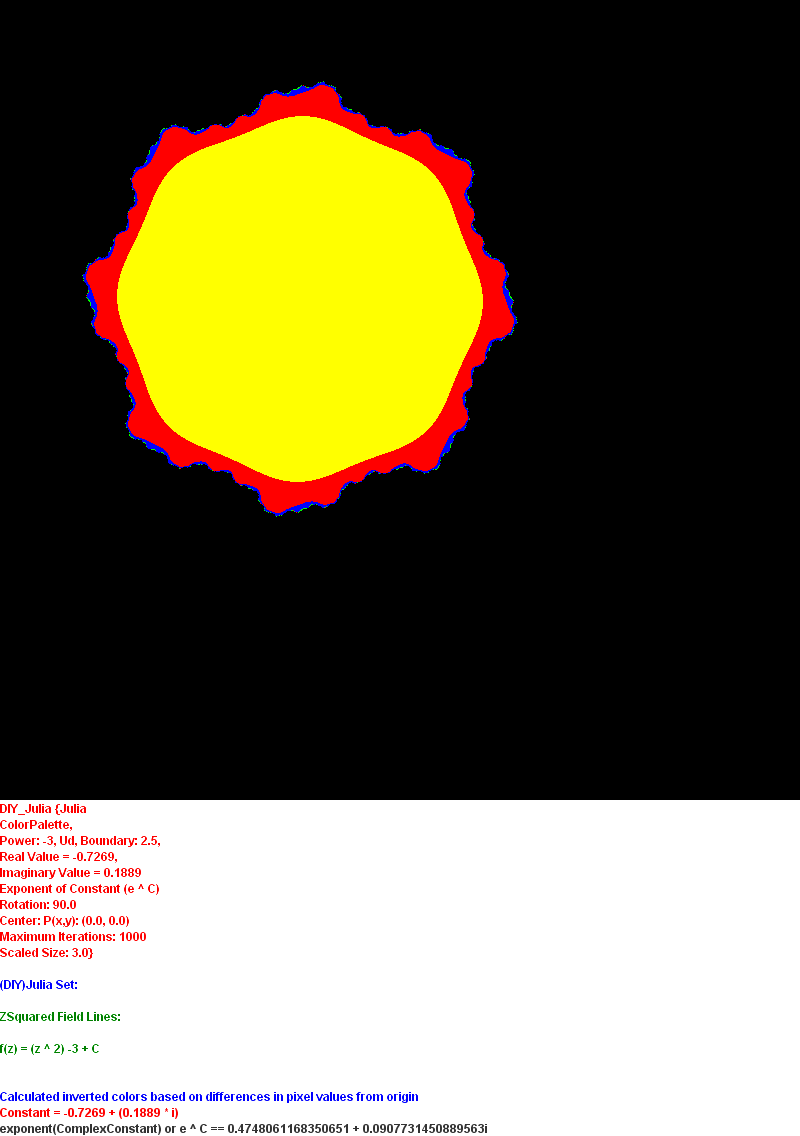 DIY_Julia {Julia
ColorPalette,
Power: -3, Ud, Boundary: 2.5,
Real Value = -0.7269,
Imaginary Value = 0.1889
Exponent of Constant (e ^ C)
Rotation: 90.0
Center: P(x,y): (0.0, 0.0)
Maximum Iterations: 1000
Scaled Size: 3.0}
(DIY)Julia Set:
ZSquared Field Lines:
f(z) = (z ^ 2) -3 + C
Calculated inverted colors based on differences in pixel values from origin
Constant = -0.7269 + (0.1889 * i)
exponent(ComplexConstant) or e ^ C == 0.4748061168350651 + 0.0907731450889563i